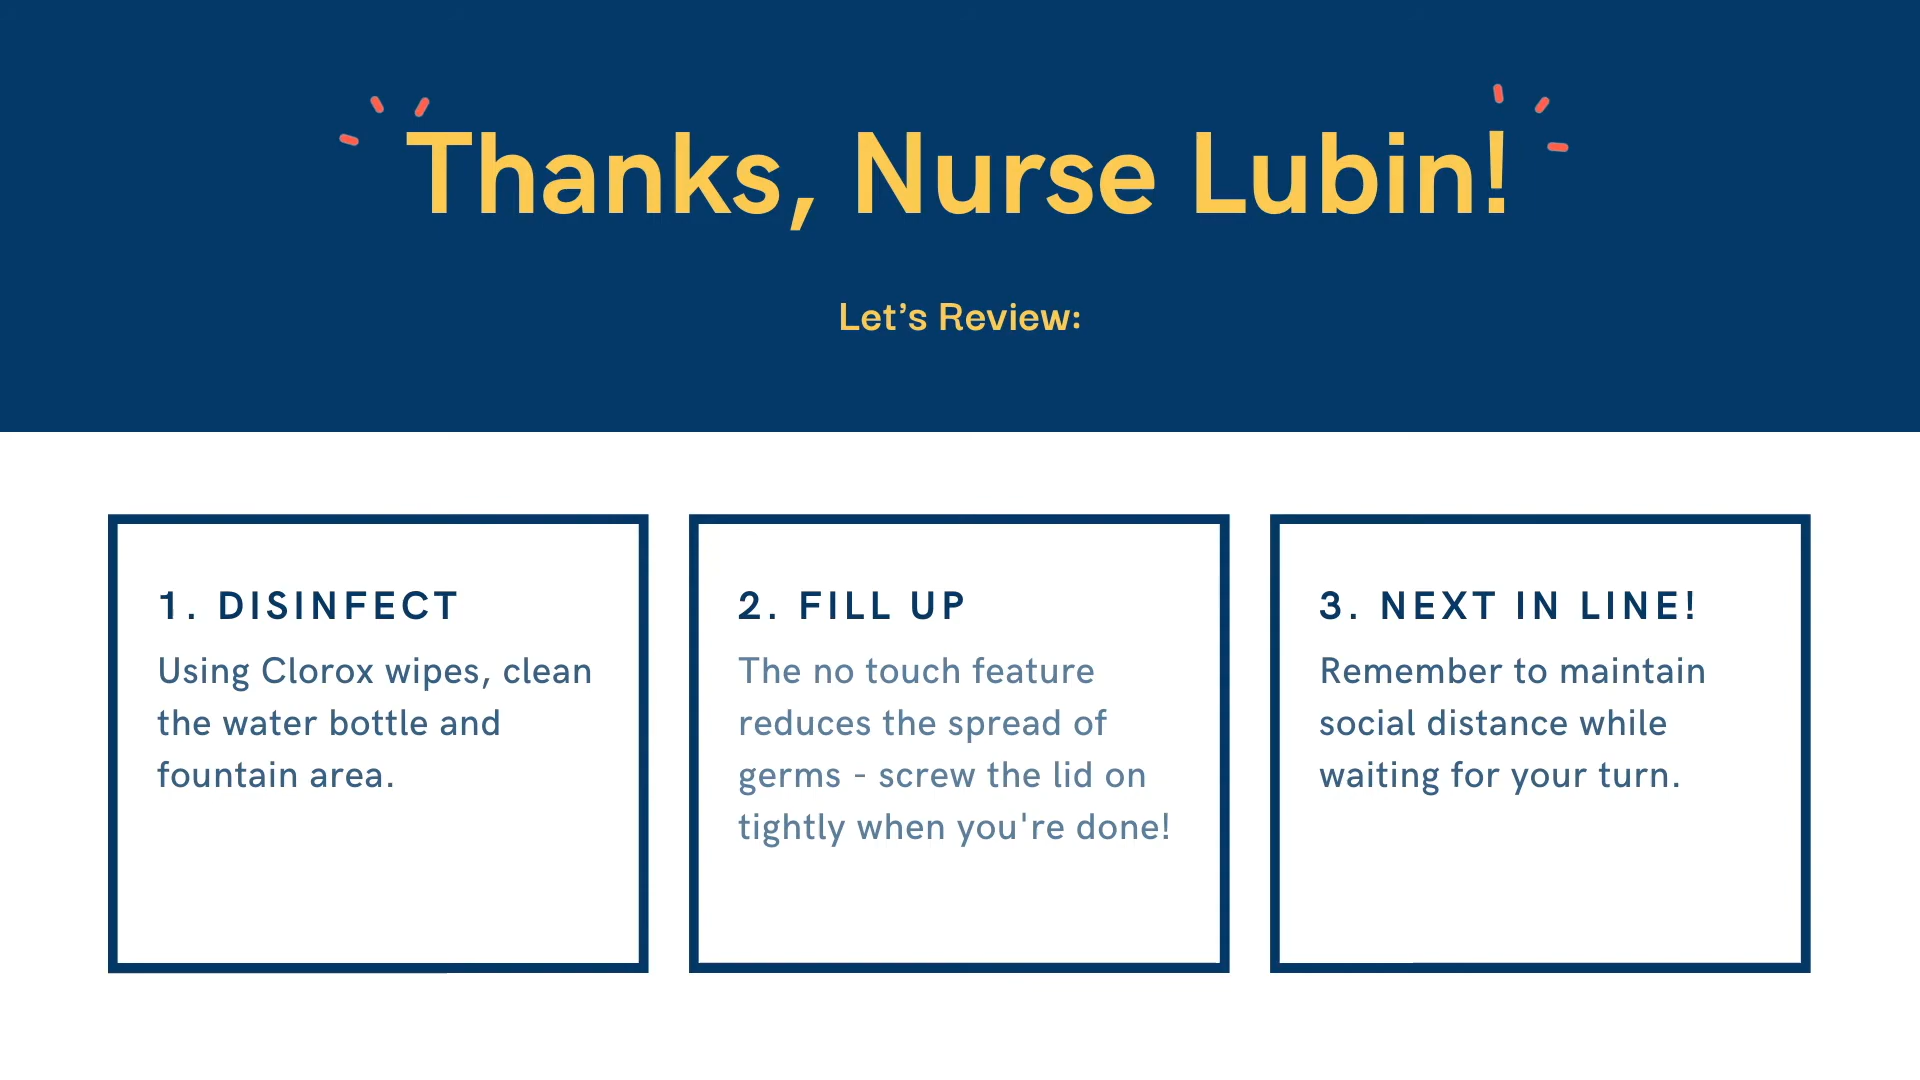 Thanks, Nurse Lubin!
Let's Review:
1. DISINFECT
Using Clorox wipes, clean
the water bottle and
fountain area.
2. FILL UP
The no touch feature
reduces the spread of
germs - screw the lid on
tightly when you're done!
3. NEXT IN LINE!
Remember to maintain
social distance while
waiting for your turn.